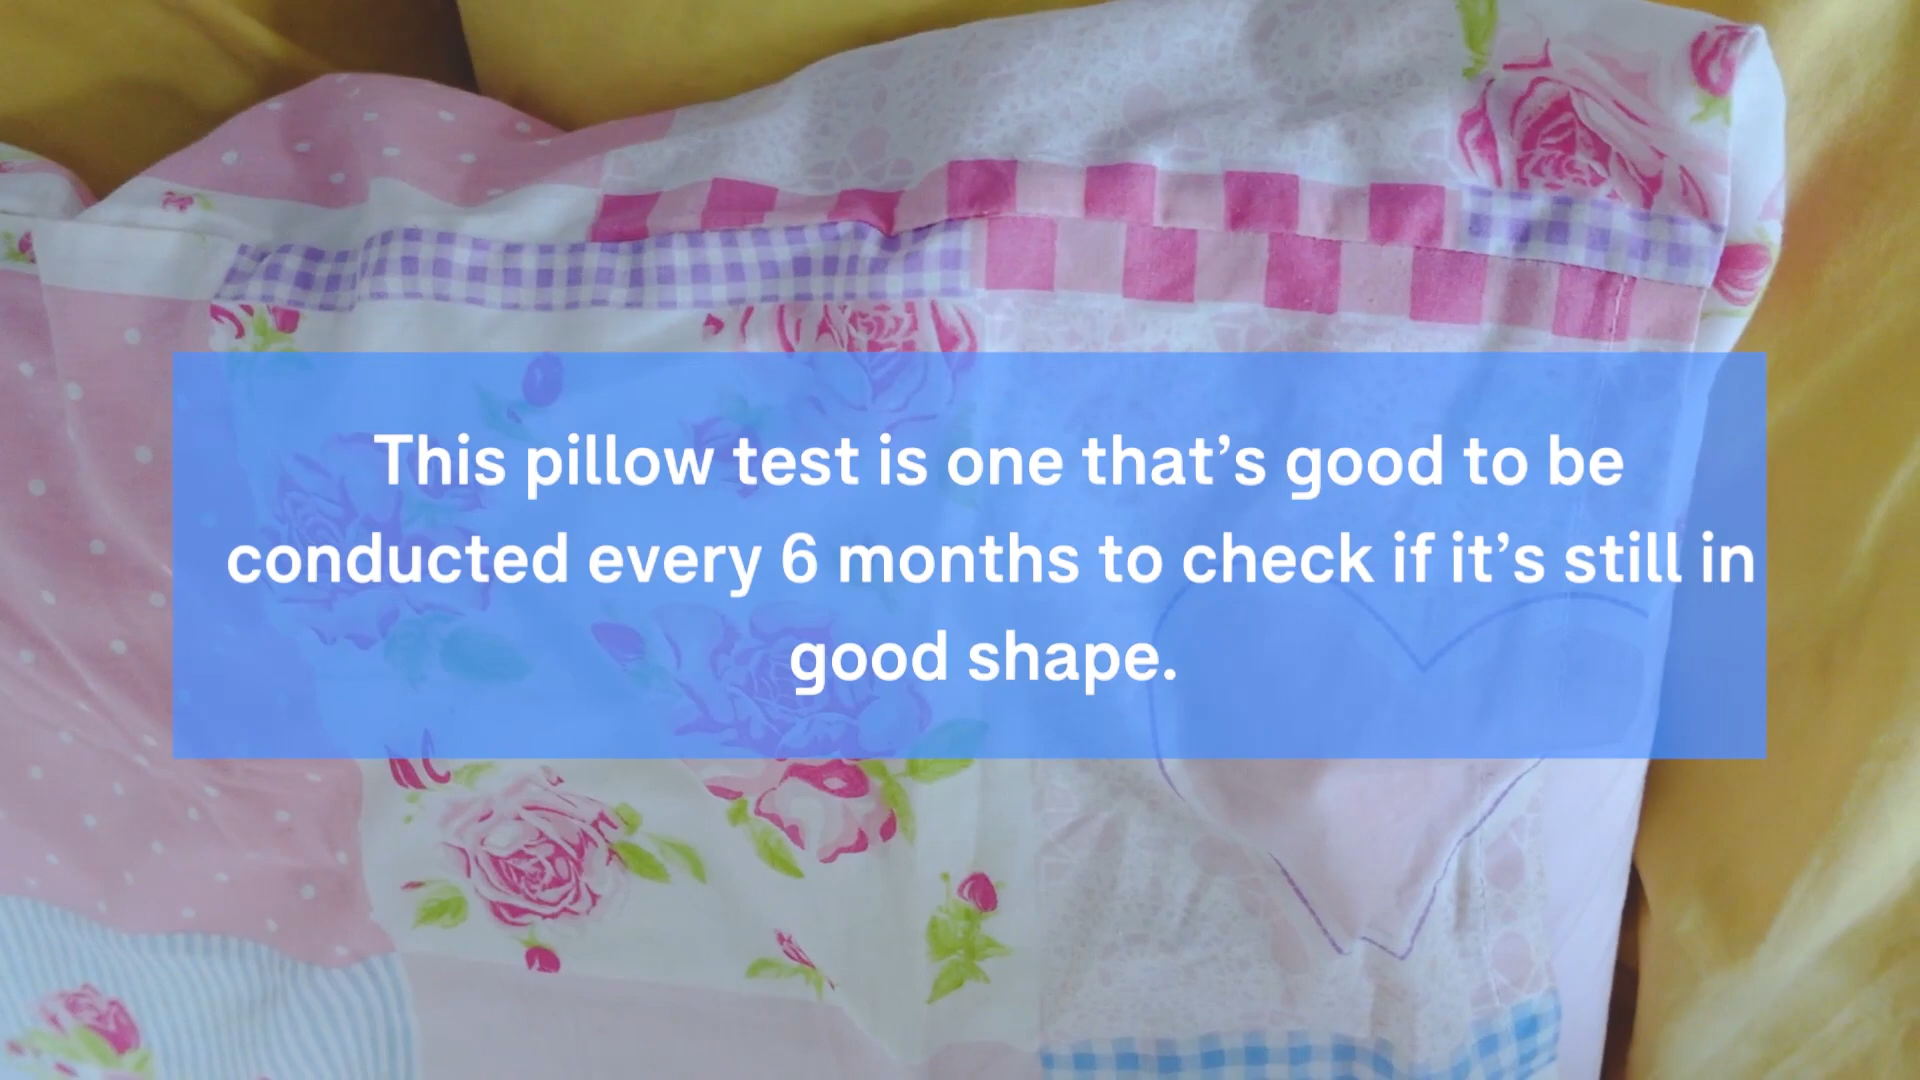 This pillow test is one that’s good to be
conducted every 6 months to check if it’s still in
good shape.